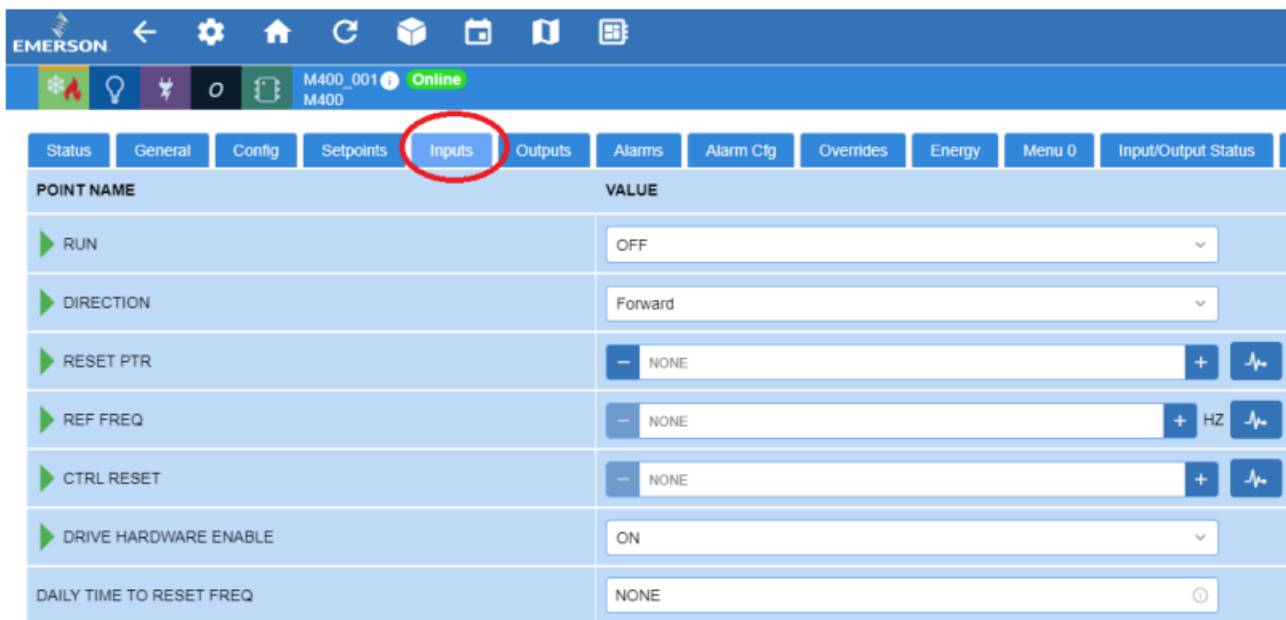 EMERSON.
M400_001 Online
M400
Status General Config Setpoints Inputs Outputs Alarms Alarm Cfg Overrides Energy Menu 0 Input/Output Status
POINT NAME VALUE
RUN OFF
DIRECTION Forward
RESET PTR − NONE +
REF FREQ − NONE + HZ
CTRL RESET − NONE +
DRIVE HARDWARE ENABLE ON
DAILY TIME TO RESET FREQ NONE